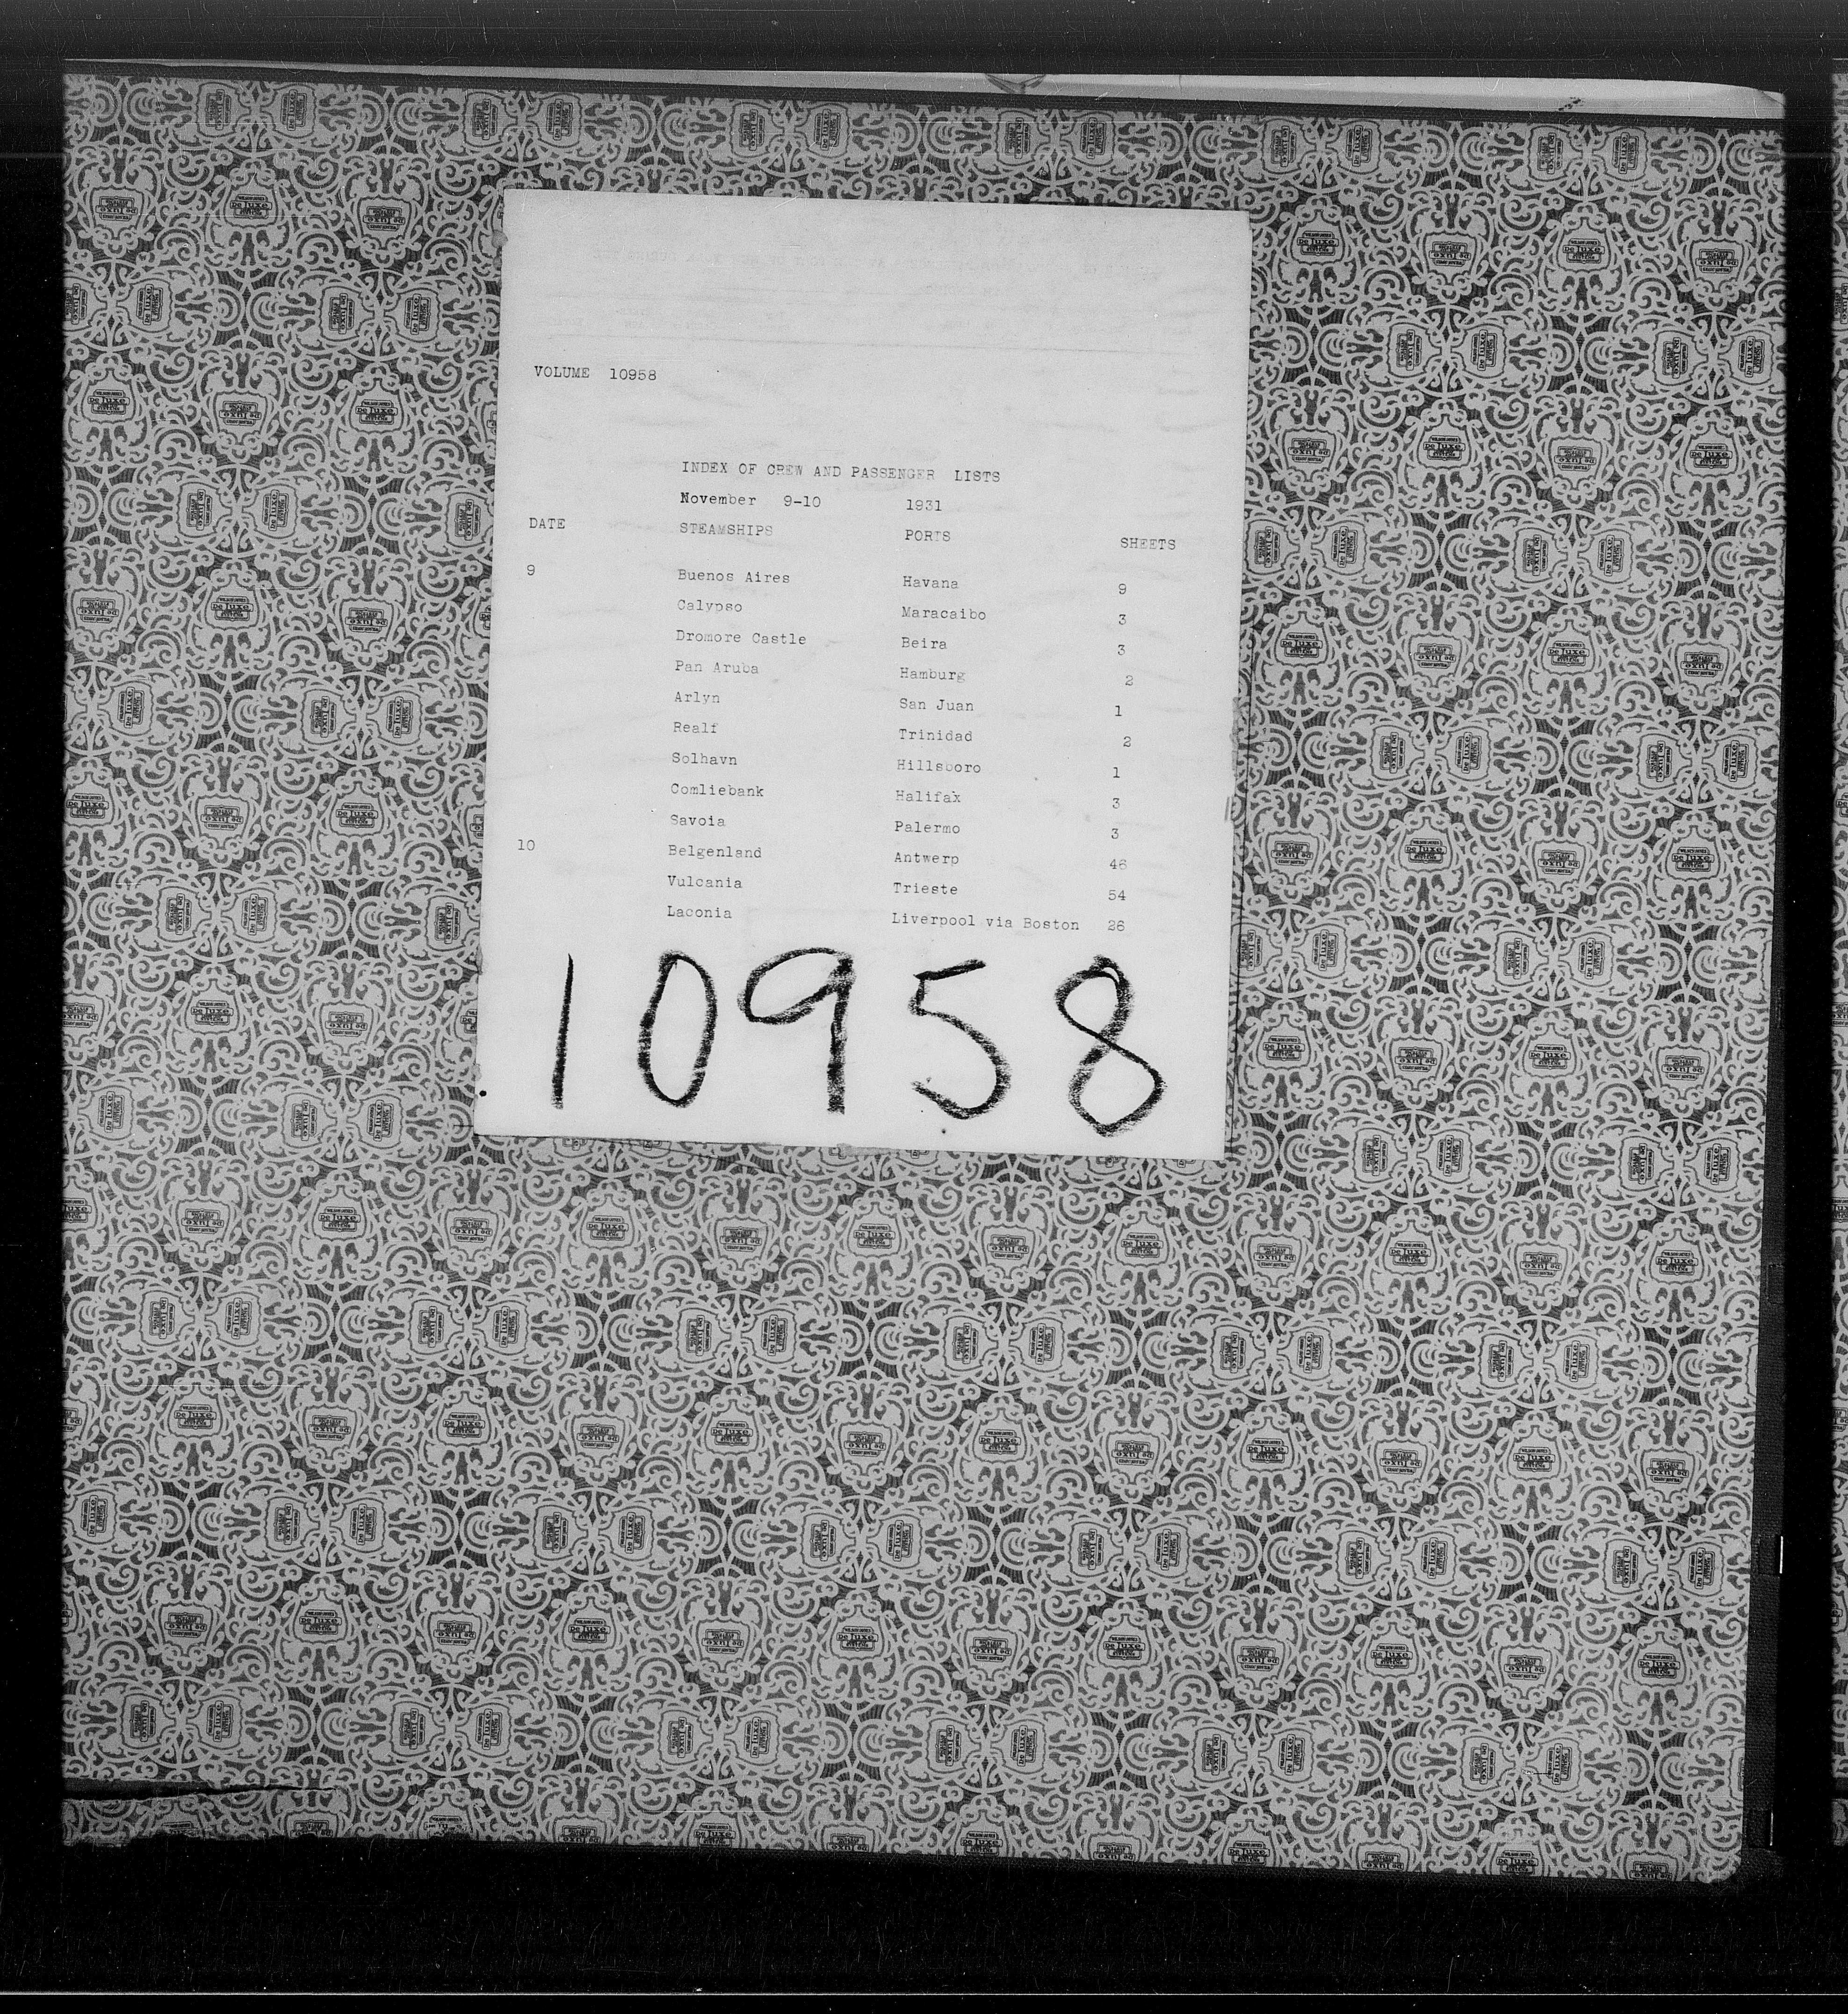 VOLUME 10958
INDEX OF CREW AND PASSENGER LISTS
November 9-10 1931
DATE STEAMSHIPS PORTS SHEETS
9 Buenos Aires Havana 9
Calypso Maracaibo 3
Dromore Castle Beira 3
Pan Aruba Hamburg 2
Arlyn San Juan 1
Realf Trinidad 2
Solhavn Hillsboro 1
Comliebank Halifax 3
Savoia Palermo 3
10 Belgenland Antwerp 46
Vulcania Trieste 54
Laconia Liverpool via Boston 26
10958